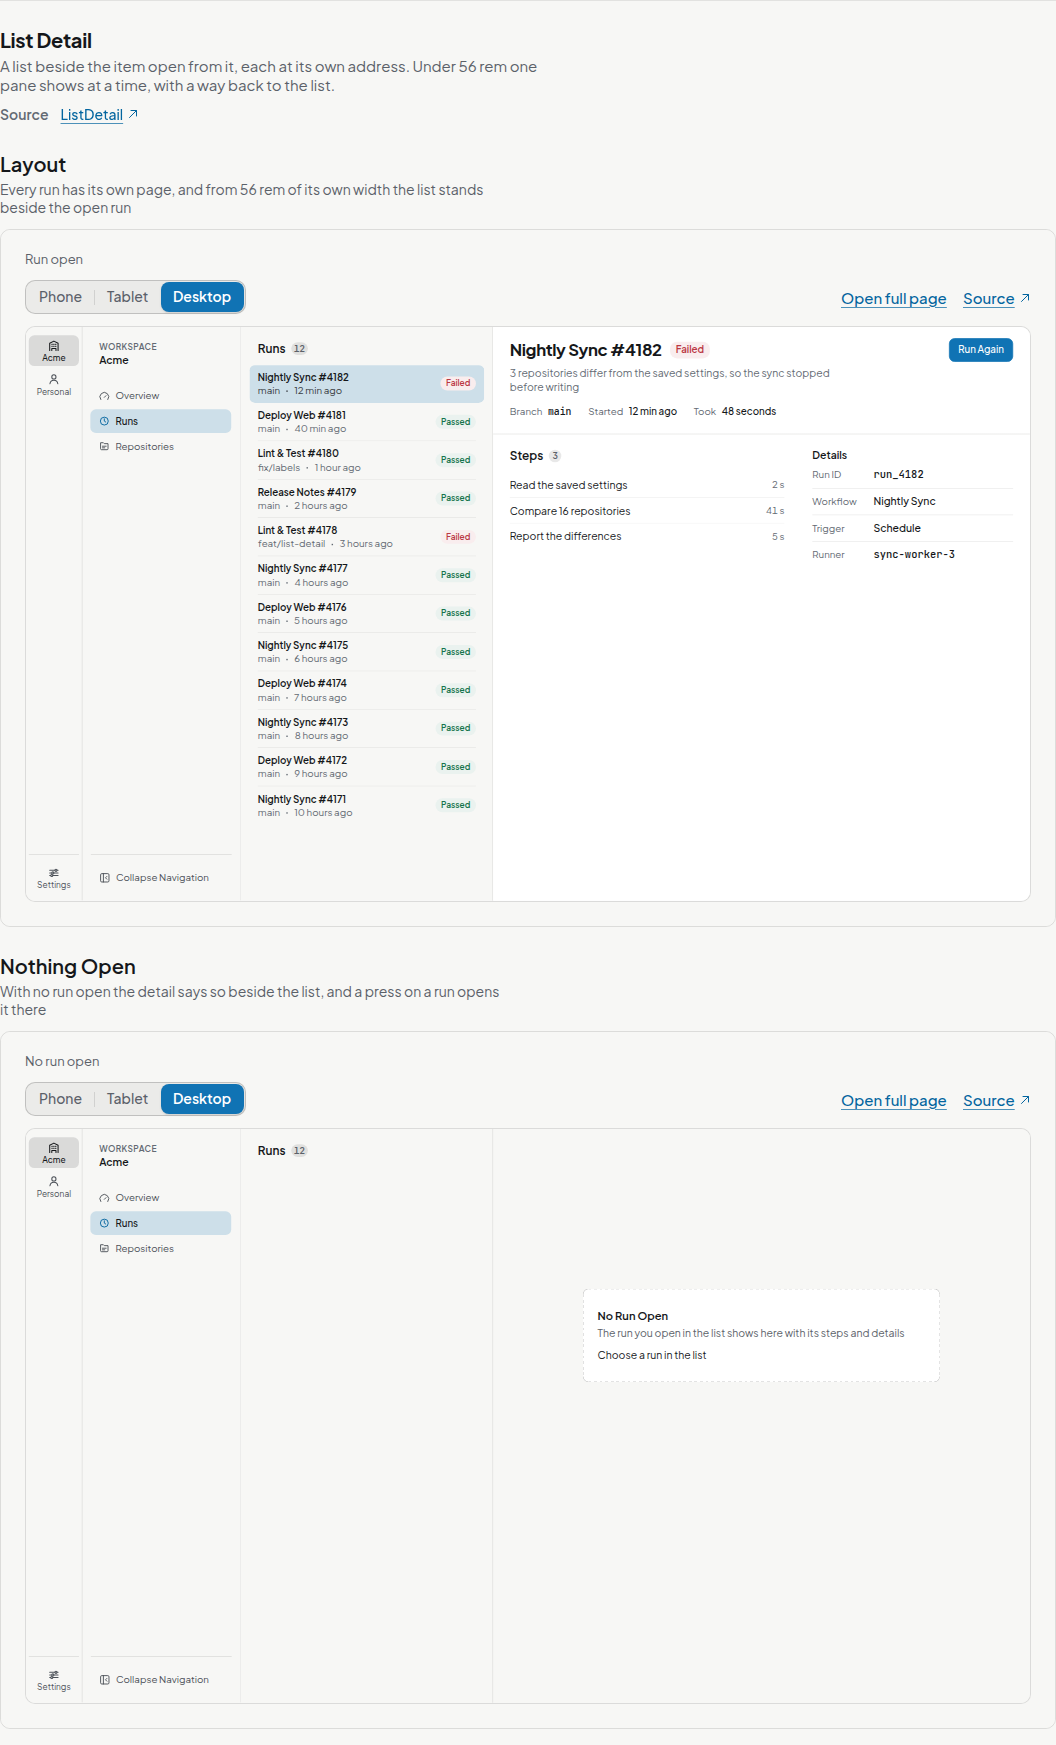 List Detail
A list beside the item open from it, each at its own address. Under 56 rem one
pane shows at a time, with a way back to the list.
Source ListDetail
Layout
Every run has its own page, and from 56 rem of its own width the list stands
beside the open run
Run open
Phone Tablet Desktop
Open full page Source
Acme
Personal
Settings
WORKSPACE
Acme
Overview
Runs
Repositories
Collapse Navigation
Runs 12
Nightly Sync #4182 Failed
main · 12 min ago
Deploy Web #4181 Passed
main · 40 min ago
Lint & Test #4180 Passed
fix/labels · 1 hour ago
Release Notes #4179 Passed
main · 2 hours ago
Lint & Test #4178 Failed
feat/list-detail · 3 hours ago
Nightly Sync #4177 Passed
main · 4 hours ago
Deploy Web #4176 Passed
main · 5 hours ago
Nightly Sync #4175 Passed
main · 6 hours ago
Deploy Web #4174 Passed
main · 7 hours ago
Nightly Sync #4173 Passed
main · 8 hours ago
Deploy Web #4172 Passed
main · 9 hours ago
Nightly Sync #4171 Passed
main · 10 hours ago
Nightly Sync #4182 Failed
Run Again
3 repositories differ from the saved settings, so the sync stopped
before writing
Branch main Started 12 min ago Took 48 seconds
Steps 3
Read the saved settings 2 s
Compare 16 repositories 41 s
Report the differences 5 s
Details
Run ID run_4182
Workflow Nightly Sync
Trigger Schedule
Runner sync-worker-3
Nothing Open
With no run open the detail says so beside the list, and a press on a run opens
it there
No run open
Phone Tablet Desktop
Open full page Source
Acme
Personal
Settings
WORKSPACE
Acme
Overview
Runs
Repositories
Collapse Navigation
Runs 12
No Run Open
The run you open in the list shows here with its steps and details
Choose a run in the list